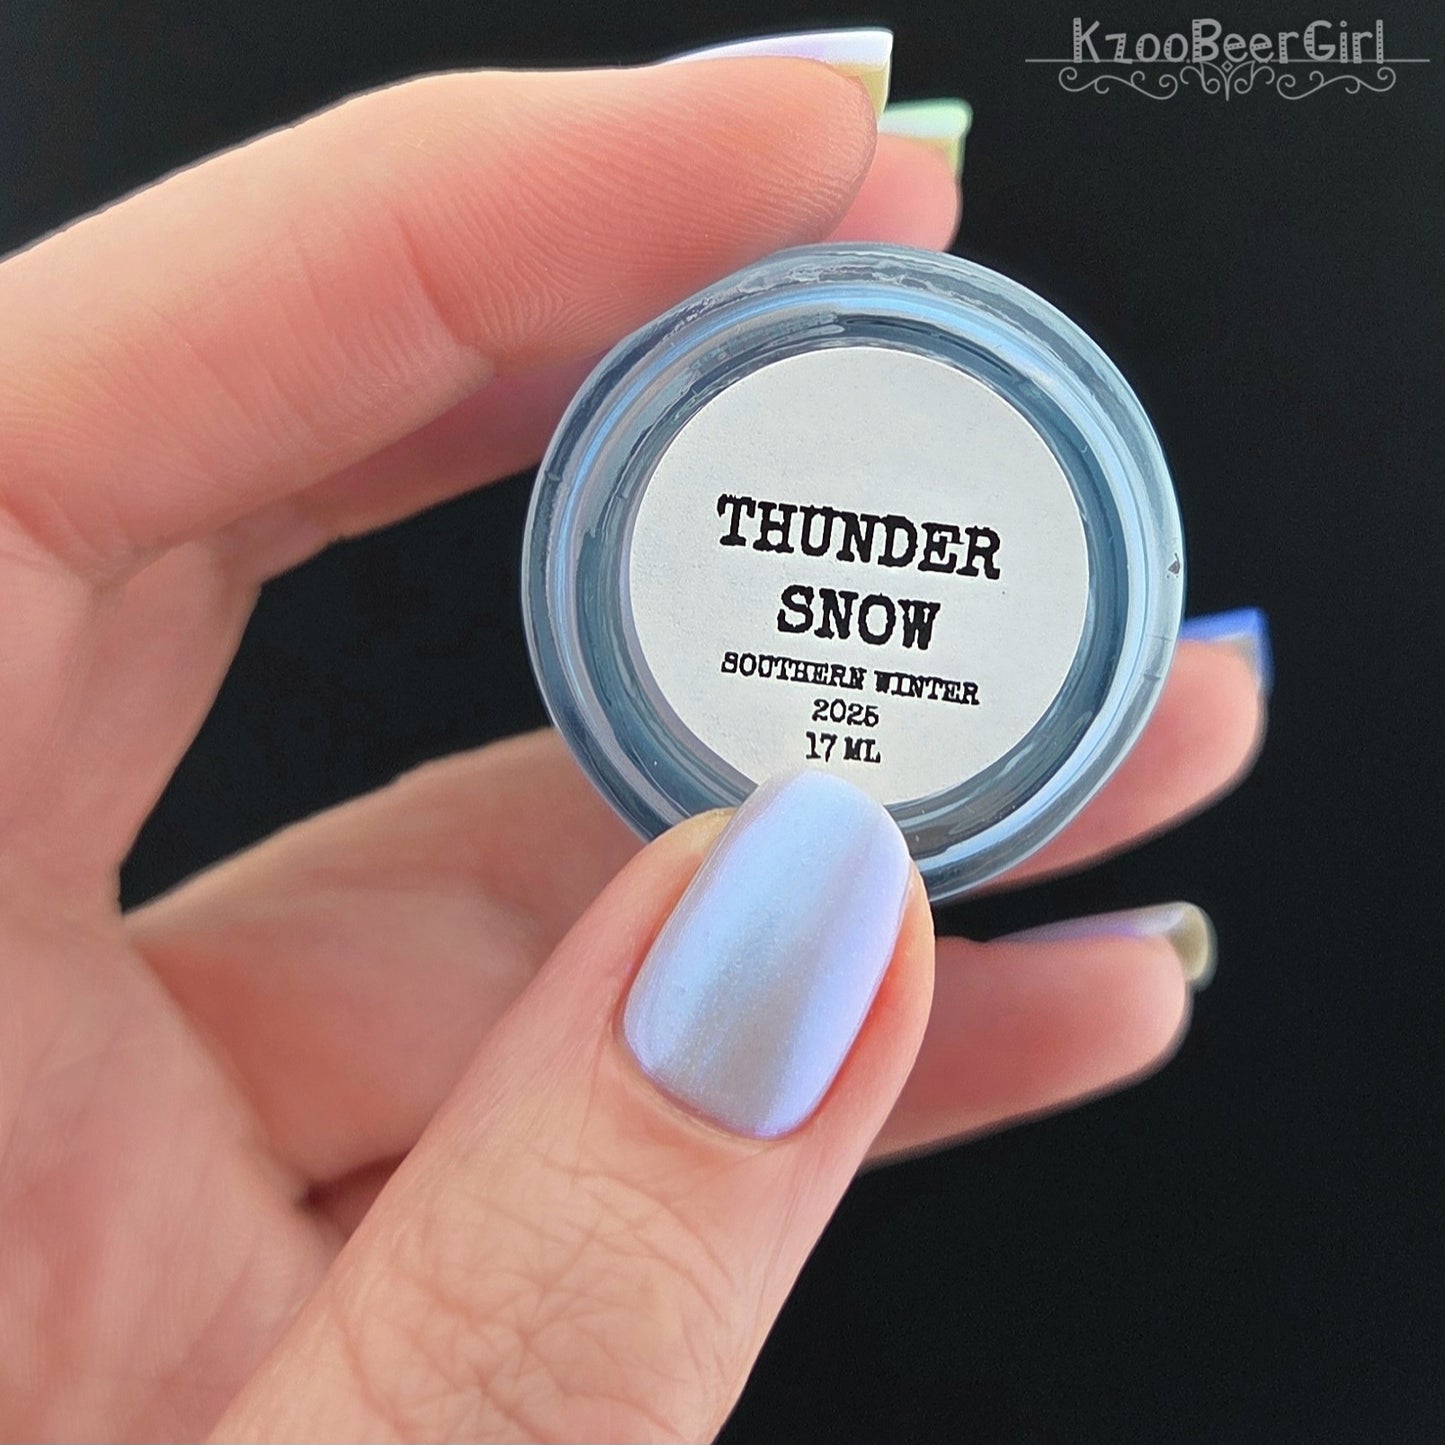 KzooBeerGirl
THUNDER
SNOW
SOUTHERN WINTER
2025
17 ML